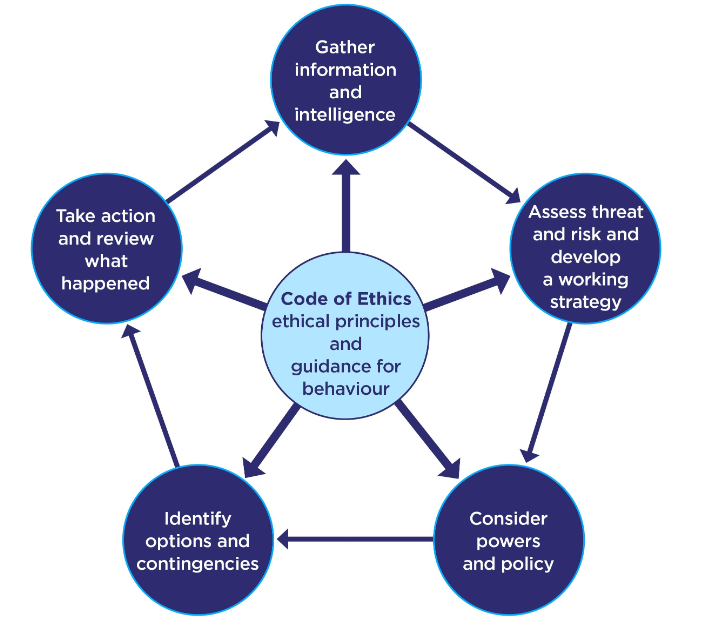 Gather
information
and
intelligence
Assess threat
and risk and
develop
a working
strategy
Consider
powers
and policy
Identify
options and
contingencies
Take action
and review
what
happened
Code of Ethics
ethical principles
and
guidance for
behaviour